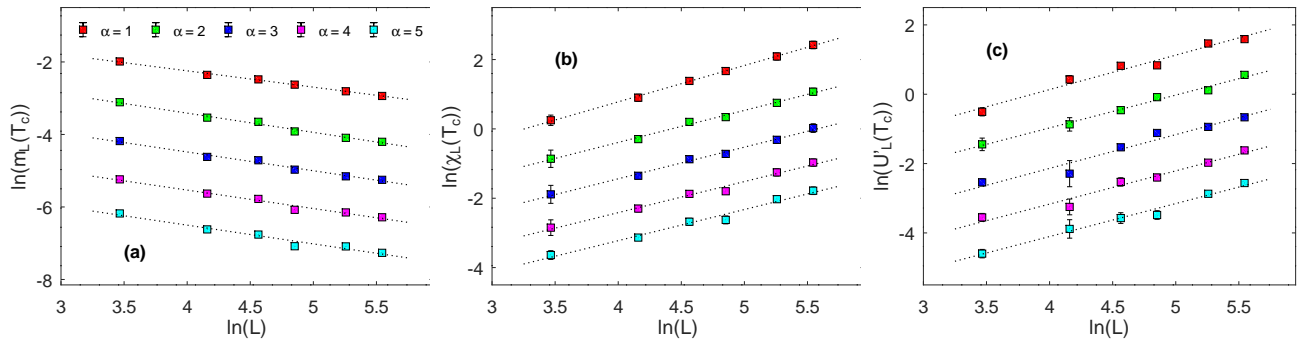 α = 1 α = 2 α = 3 α = 4 α = 5
(a)
ln(m_L(T_c))
-2
-4
-6
-8
3 3.5 4 4.5 5 5.5
ln(L)
(b)
ln(χ_L(T_c))
2
0
-2
-4
3 3.5 4 4.5 5 5.5
ln(L)
(c)
ln(U'_L(T_c))
2
0
-2
-4
3 3.5 4 4.5 5 5.5
ln(L)